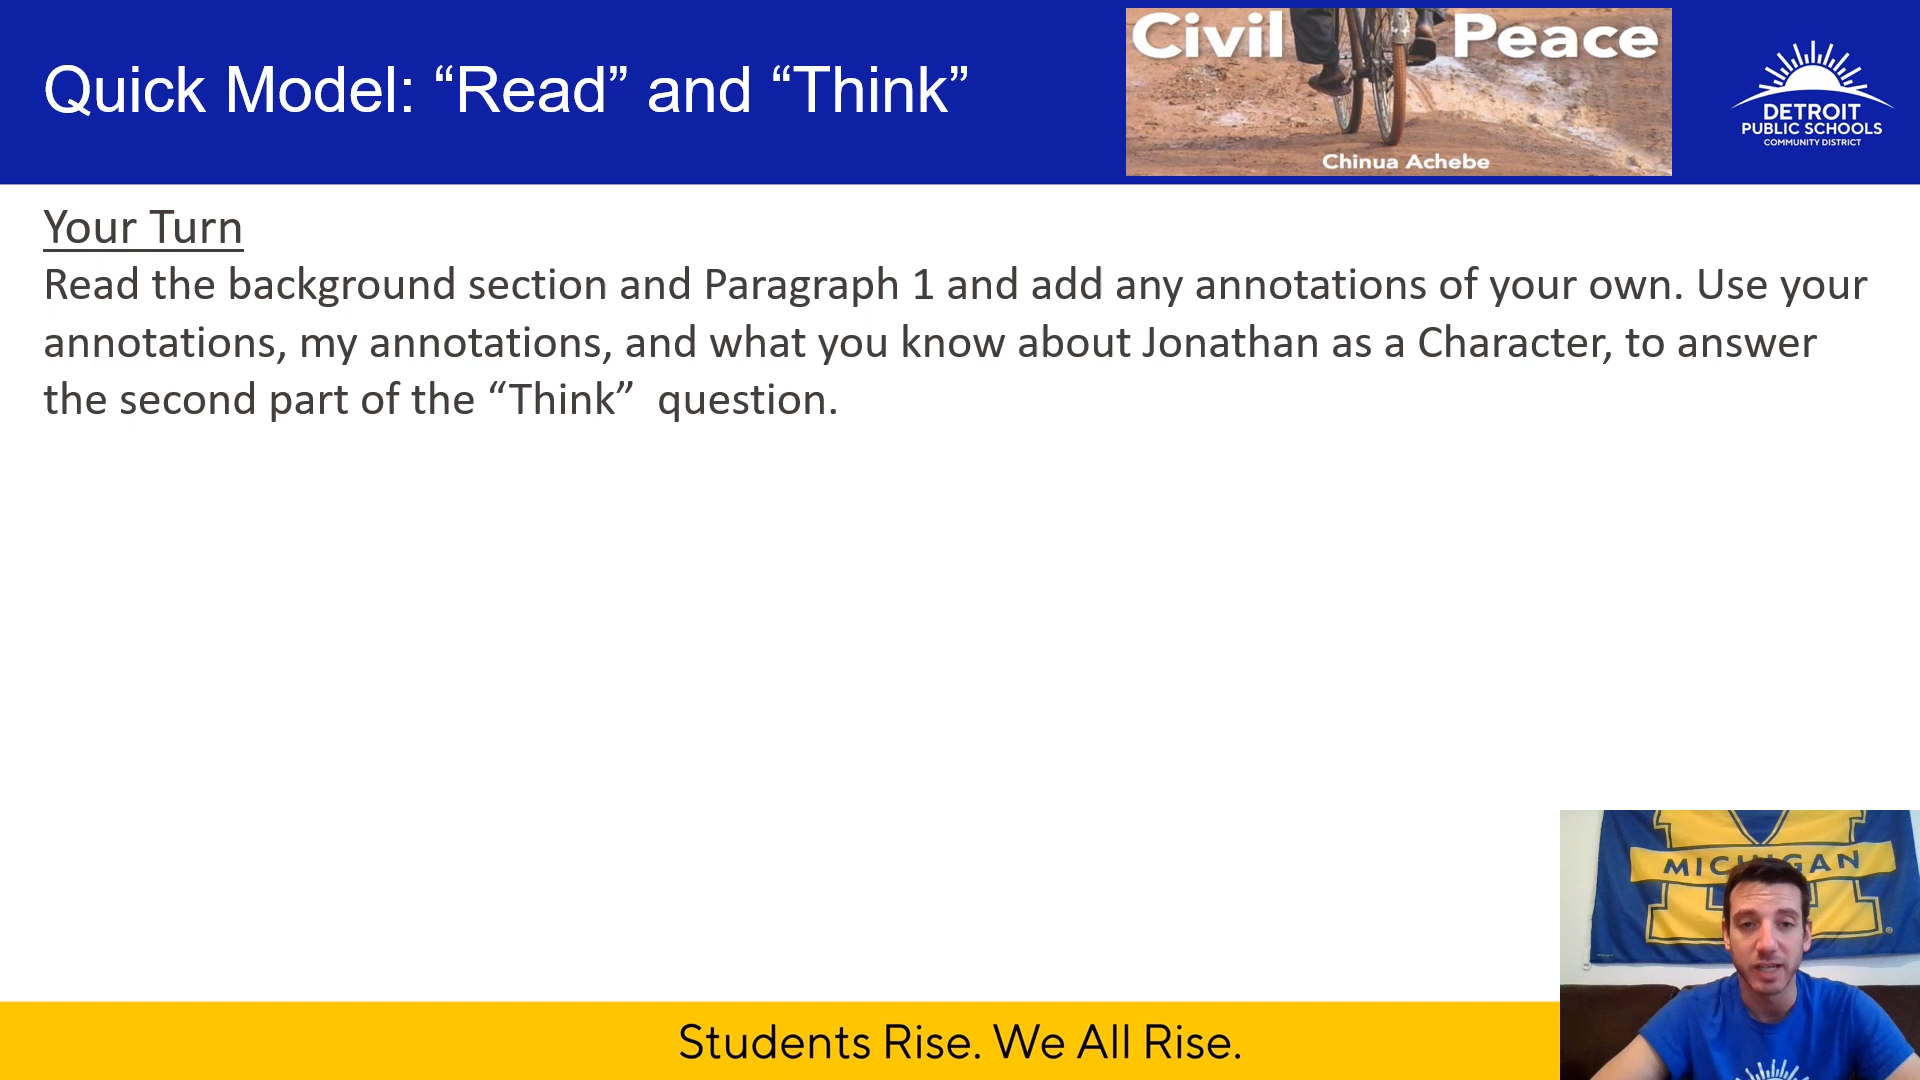 Quick Model: “Read” and “Think”
Civil Peace
Chinua Achebe
DETROIT
PUBLIC SCHOOLS
COMMUNITY DISTRICT
Your Turn
Read the background section and Paragraph 1 and add any annotations of your own. Use your
annotations, my annotations, and what you know about Jonathan as a Character, to answer
the second part of the “Think”  question.
MICHIGAN
Students Rise. We All Rise.